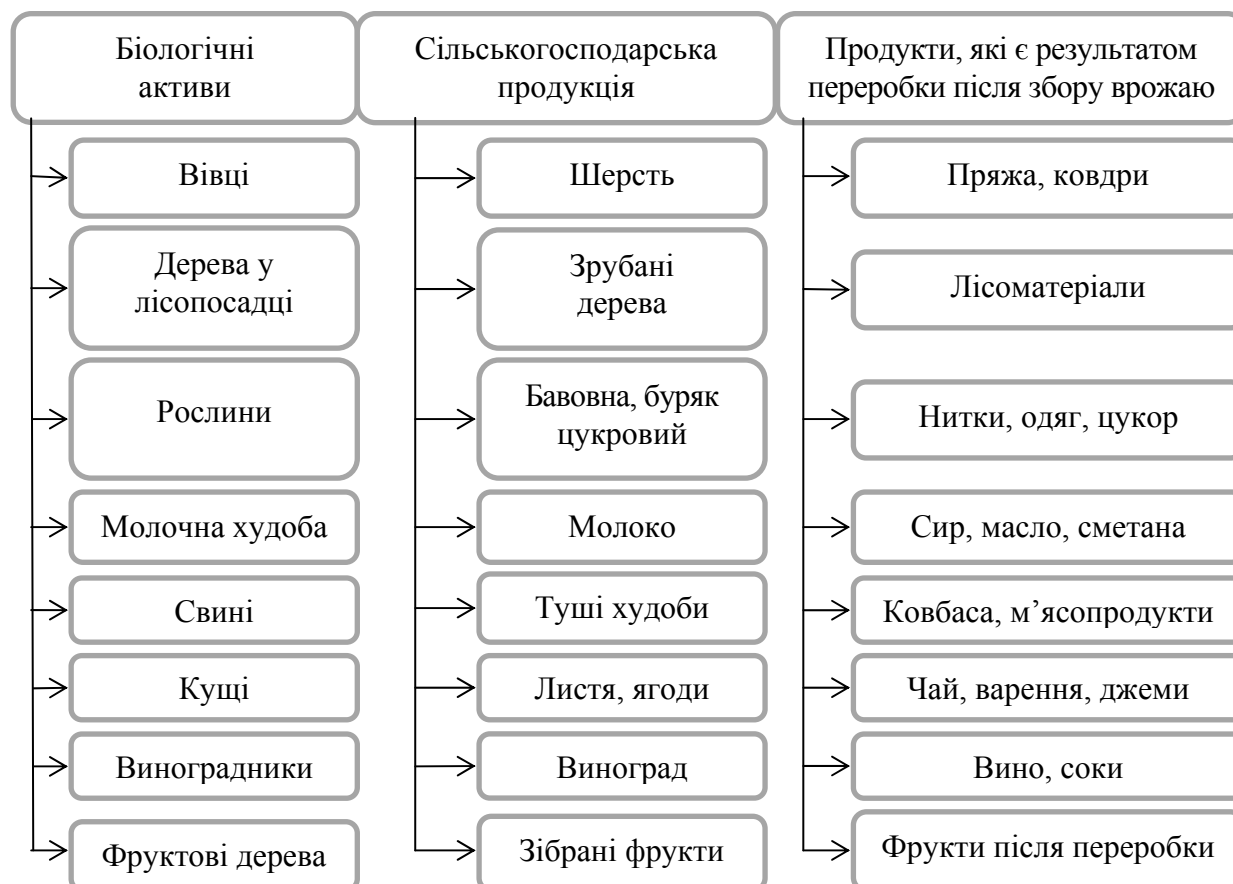 Біологічні
активи
Сільськогосподарська
продукція
Продукти, які є результатом
переробки після збору врожаю
Вівці
Шерсть
Пряжа, ковдри
Дерева у
лісопосадці
Зрубані
дерева
Лісоматеріали
Рослини
Бавовна, буряк
цукровий
Нитки, одяг, цукор
Молочна худоба
Молоко
Сир, масло, сметана
Свині
Туші худоби
Ковбаса, м’ясопродукти
Кущі
Листя, ягоди
Чай, варення, джеми
Виноградники
Виноград
Вино, соки
Фруктові дерева
Зібрані фрукти
Фрукти після переробки